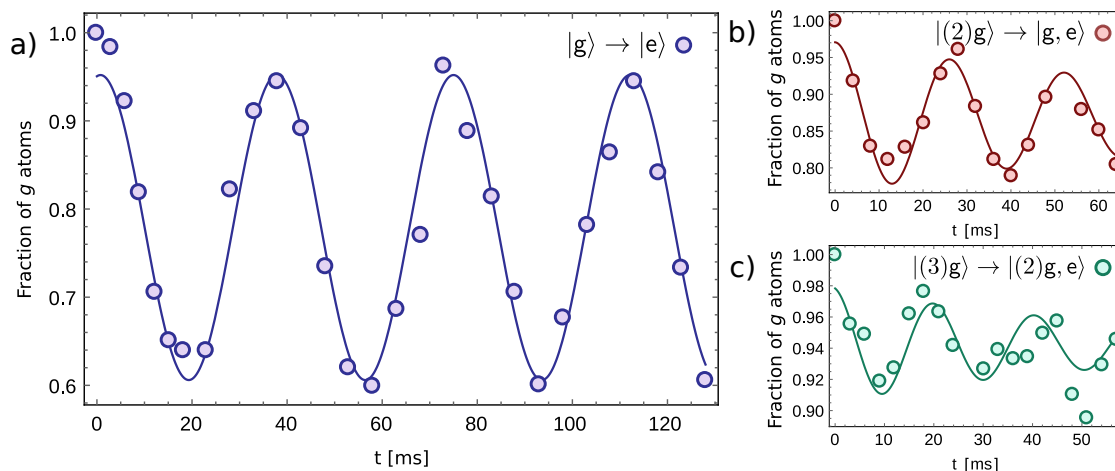 a)
|g⟩ → |e⟩
Fraction of g atoms
1.0
0.9
0.8
0.7
0.6
0 20 40 60 80 100 120
t [ms]
b)
|(2)g⟩ → |g, e⟩
Fraction of g atoms
1.00
0.95
0.90
0.85
0.80
0 10 20 30 40 50 60
t [ms]
c)
|(3)g⟩ → |(2)g, e⟩
Fraction of g atoms
1.00
0.98
0.96
0.94
0.92
0.90
0 10 20 30 40 50
t [ms]